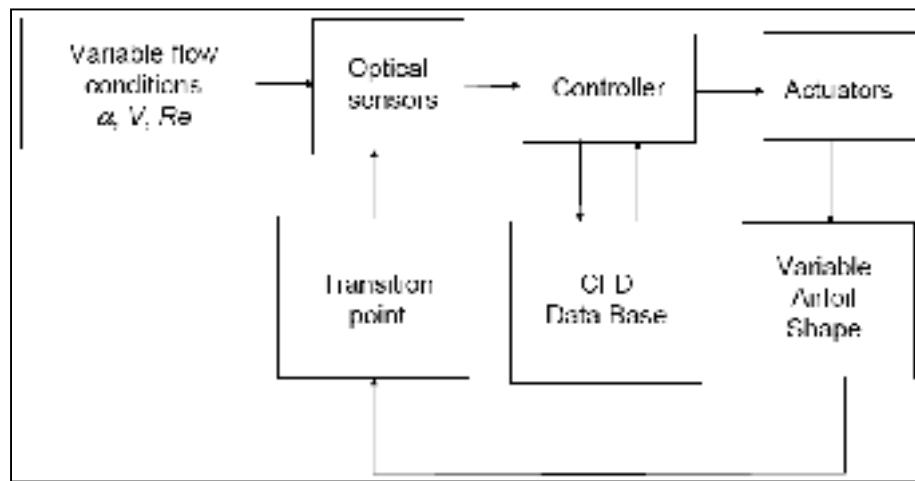 Variable flow
conditions
α, V, Re
Optical
sensors
Controller
Actuators
Transition
point
CFD
Data Base
Variable
Airfoil
Shape